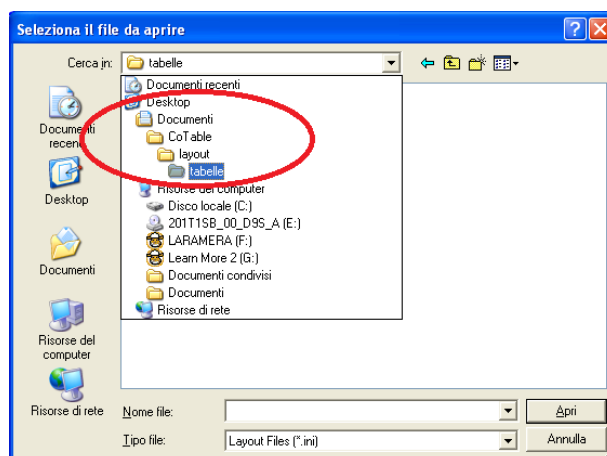 Seleziona il file da aprire
Cerca in: tabelle
Documenti recenti
Desktop
Documenti
CoTable
layout
tabelle
Risorse del computer
Disco locale (C:)
201T1SB_00_D9S_A (E:)
LARAMERA (F:)
Learn More 2 (G:)
Documenti condivisi
Documenti
Risorse di rete
Documenti
recenti
Desktop
Documenti
Risorse del
computer
Risorse di rete
Nome file:
Apri
Tipo file: Layout Files (*.ini)
Annulla